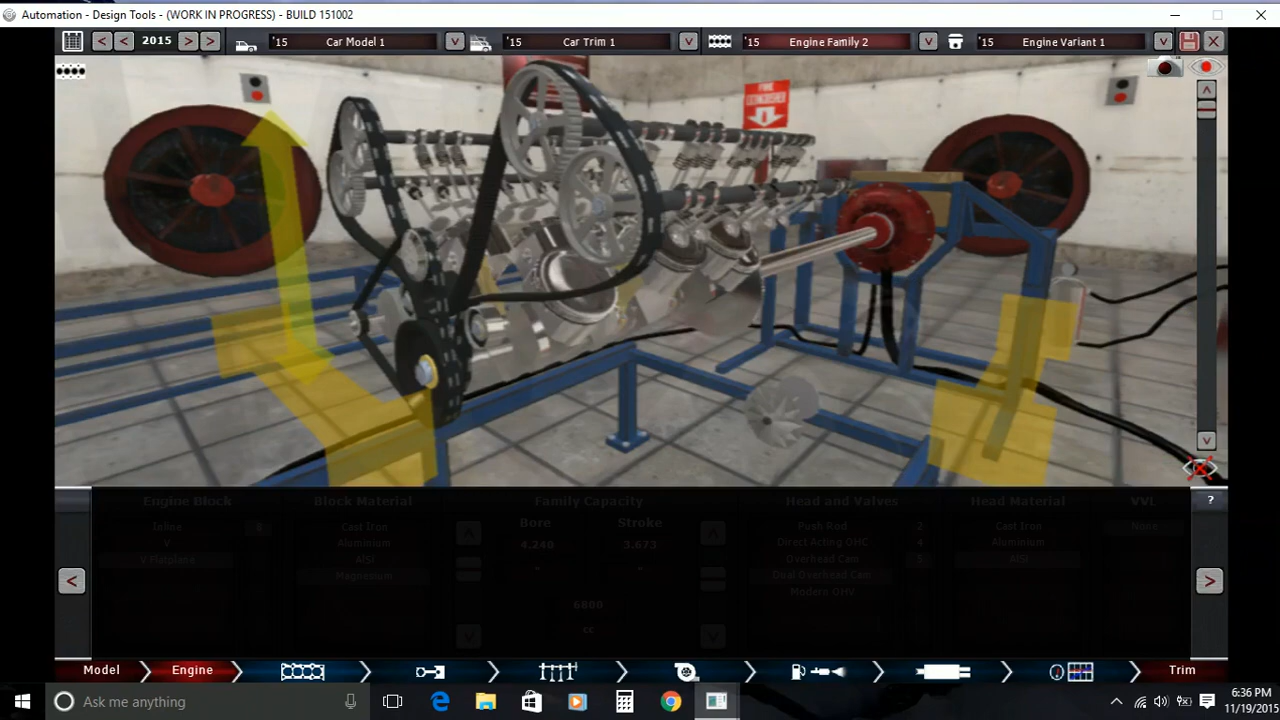 Automation - Design Tools - (WORK IN PROGRESS) - BUILD 151002
2015
'15 Car Model 1
'15 Car Trim 1
'15 Engine Family 2
'15 Engine Variant 1
FIRE
EXTINGUISHER
Engine Block
Block Material
Family Capacity
Head and Valves
Head Material
VVL
?
Inline 8
V
V Flatplane
Cast Iron
Aluminium
AlSi
Magnesium
Bore
Stroke
4.240
3.673
"
"
6800
cc
Push Rod 2
Direct Acting OHC 4
Overhead Cam 5
Dual Overhead Cam
Modern OHV
Cast Iron
Aluminium
AlSi
None
Model
Engine
Trim
Ask me anything
6:36 PM
11/19/2015